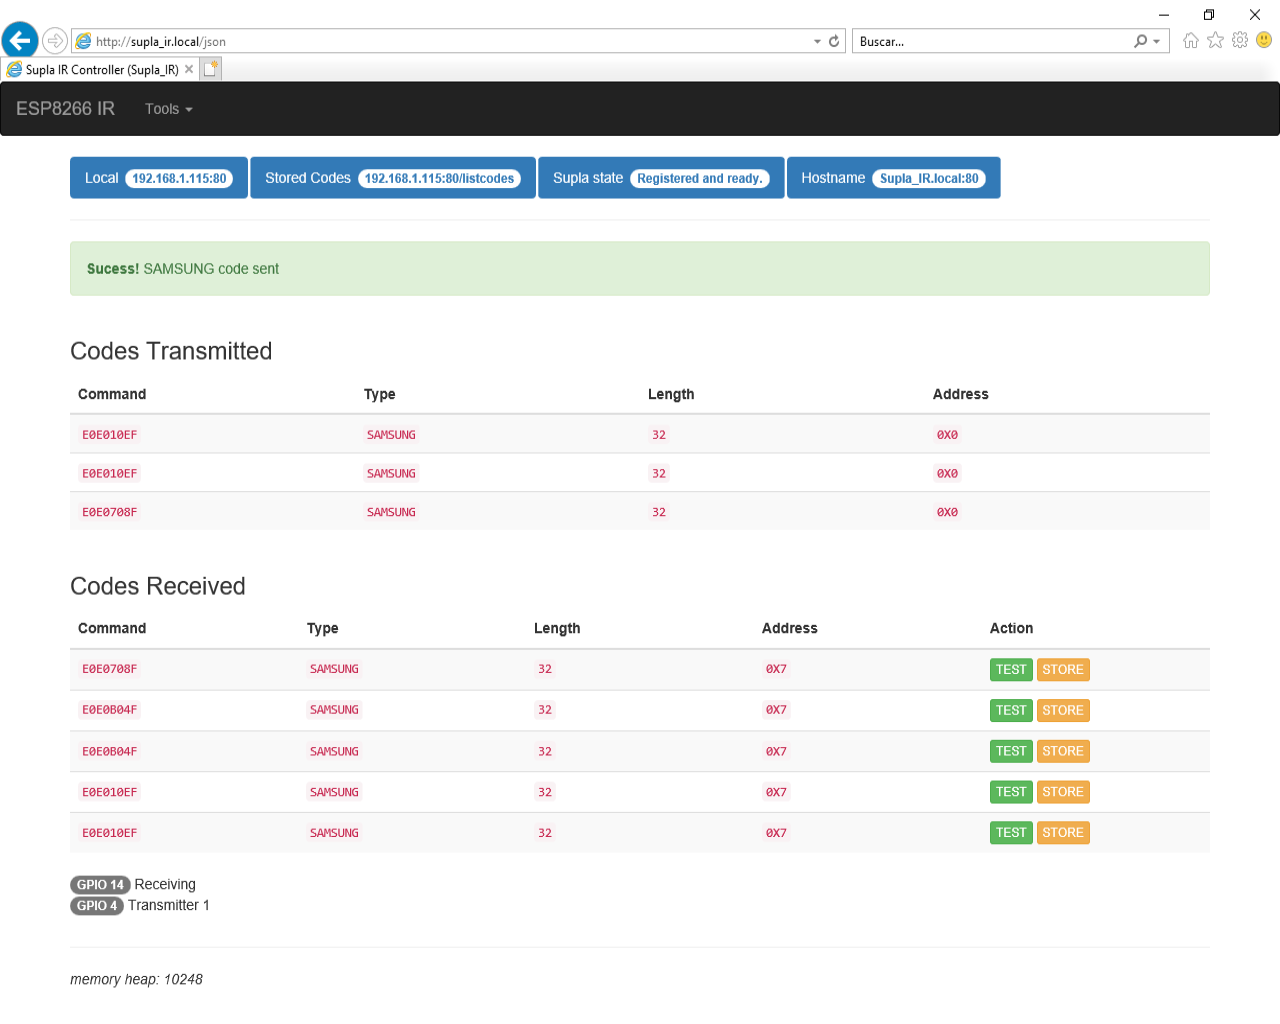 http://supla_ir.local/json
Buscar...
Supla IR Controller (Supla_IR)
ESP8266 IR Tools
Local 192.168.1.115:80 Stored Codes 192.168.1.115:80/listcodes Supla state Registered and ready. Hostname Supla_IR.local:80
Sucess! SAMSUNG code sent
Codes Transmitted
Command Type Length Address
E0E010EF SAMSUNG 32 0X0
E0E010EF SAMSUNG 32 0X0
E0E0708F SAMSUNG 32 0X0
Codes Received
Command Type Length Address Action
E0E0708F SAMSUNG 32 0X7 TEST STORE
E0E0B04F SAMSUNG 32 0X7 TEST STORE
E0E0B04F SAMSUNG 32 0X7 TEST STORE
E0E010EF SAMSUNG 32 0X7 TEST STORE
E0E010EF SAMSUNG 32 0X7 TEST STORE
GPIO 14 Receiving
GPIO 4 Transmitter 1
memory heap: 10248